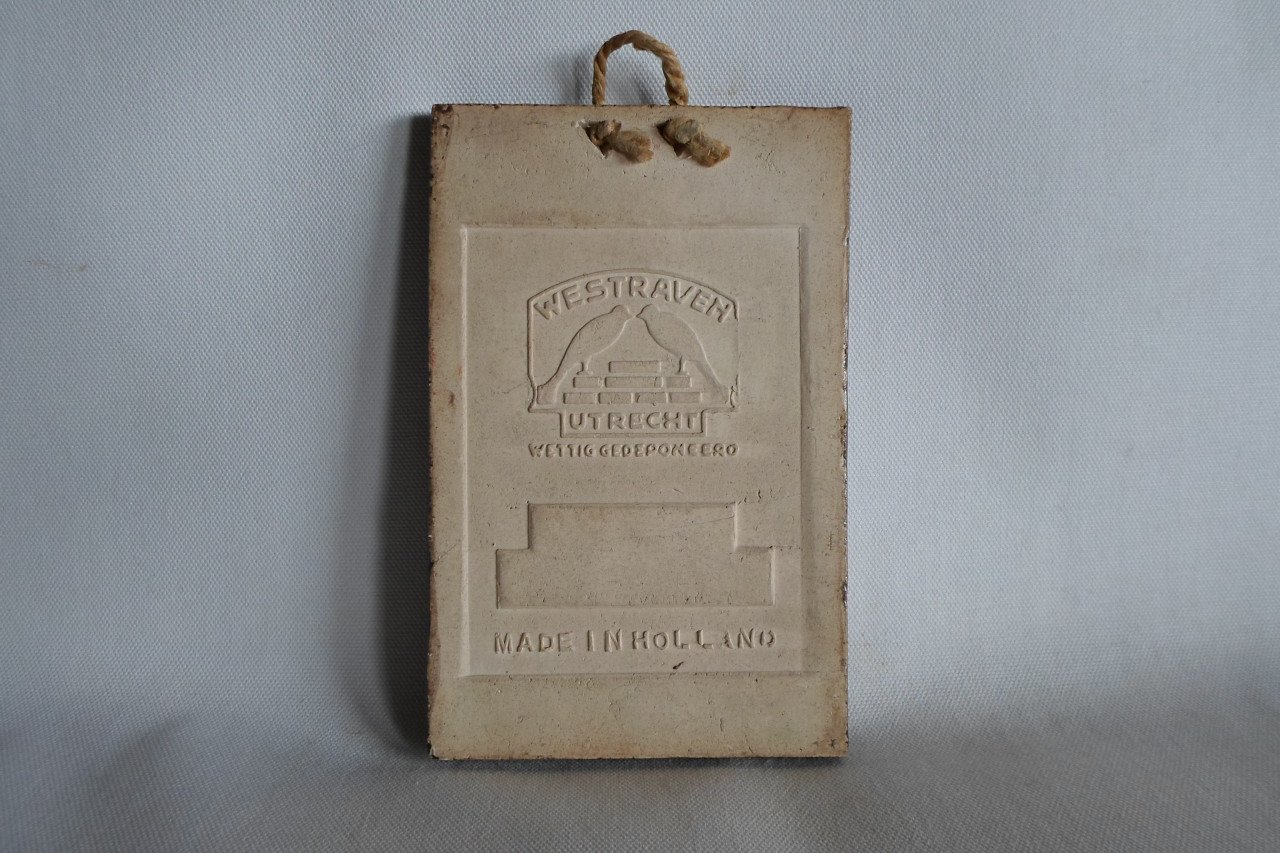 WESTRAVEN
UTRECHT
WETTIG GEDEPONEERD
MADE IN HOLLAND